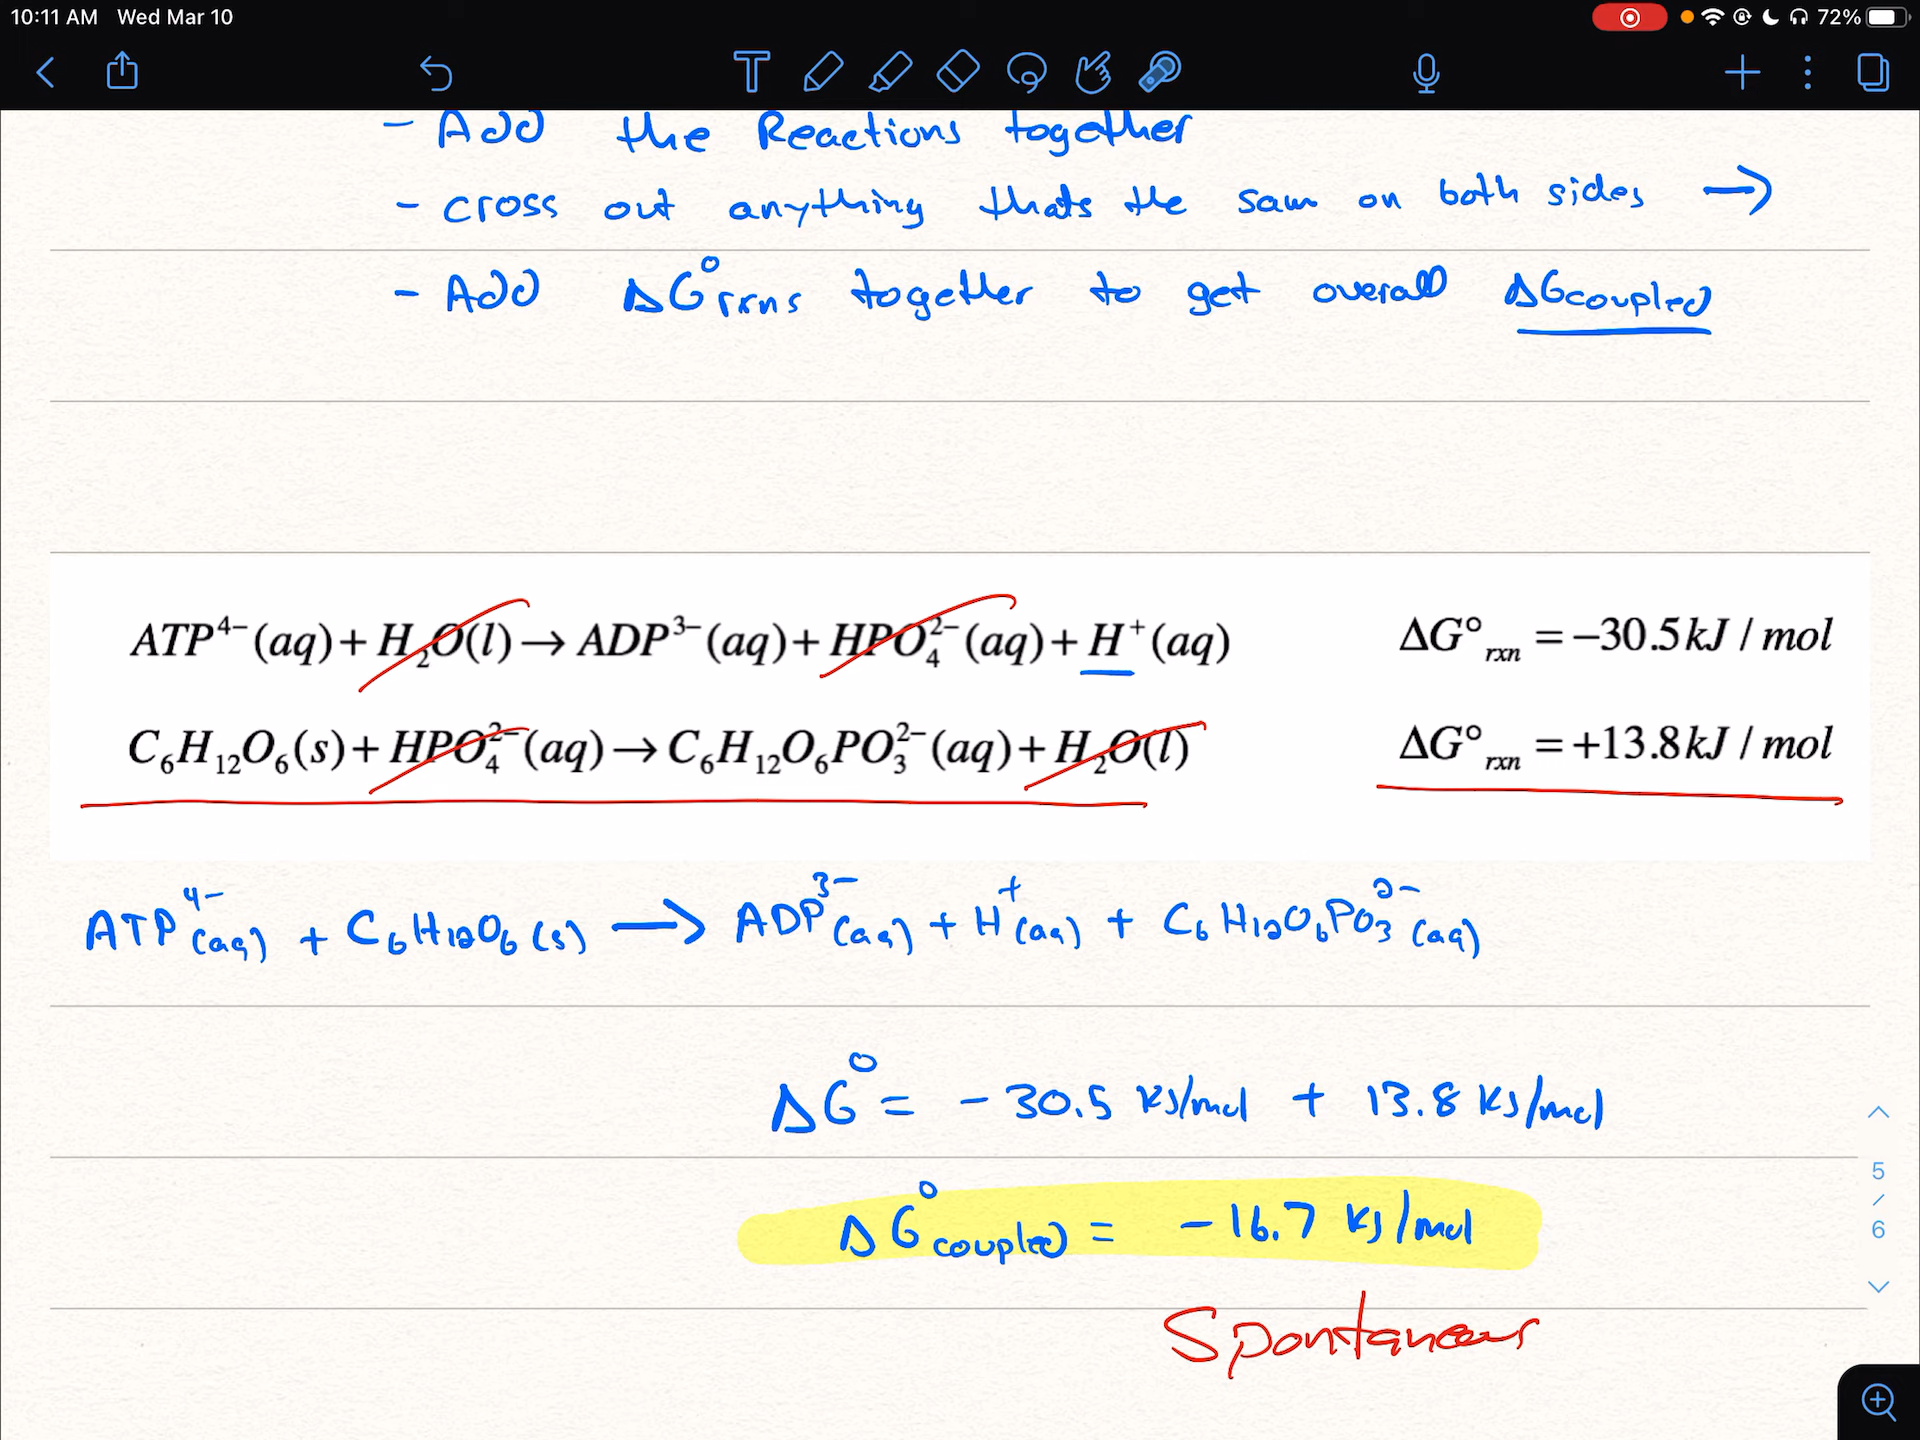 10:11 AM Wed Mar 10 72%
T
- Add the Reactions together
- cross out anything thats the sam on both sides →
- Add ΔG°rxns together to get overall ΔGcoupled
ATP⁴⁻(aq) + H₂O(l) → ADP³⁻(aq) + HPO₄²⁻(aq) + H⁺(aq) ΔG°rxn = −30.5 kJ / mol
C₆H₁₂O₆(s) + HPO₄²⁻(aq) → C₆H₁₂O₆PO₃²⁻(aq) + H₂O(l) ΔG°rxn = +13.8 kJ / mol
ATP⁴⁻(aq) + C₆H₁₂O₆(s) → ADP³⁻(aq) + H⁺(aq) + C₆H₁₂O₆PO₃²⁻(aq)
ΔG° = - 30.5 kJ/mol + 13.8 kJ/mol
ΔG°coupled = - 16.7 kJ/mol
Spontaneous
5
/
6